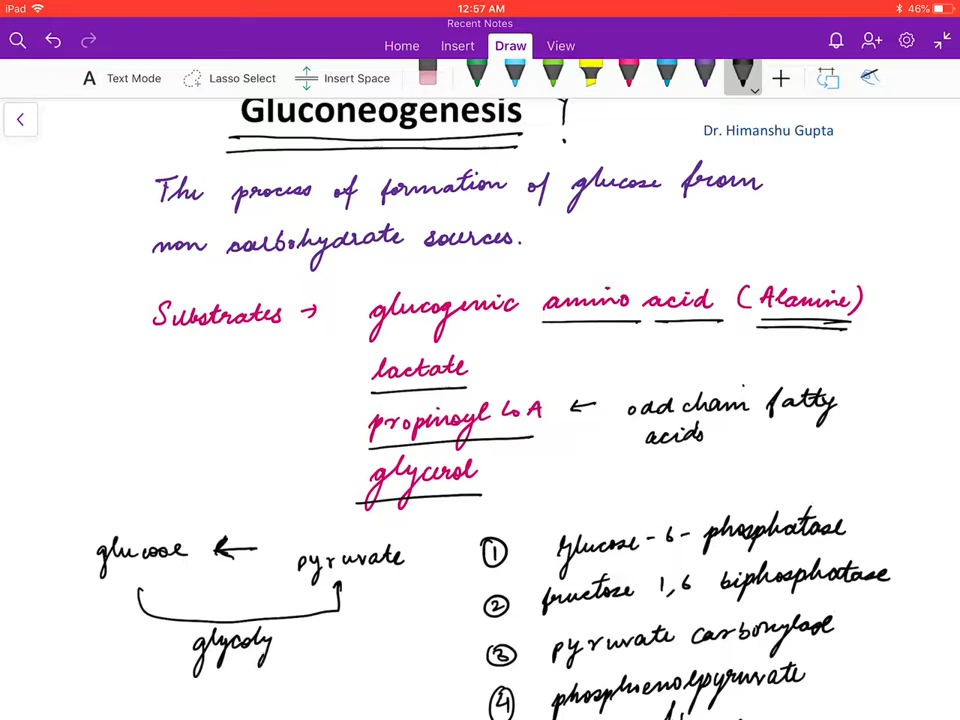 iPad 12:57 AM 46%
Recent Notes
Home Insert Draw View
A Text Mode Lasso Select Insert Space
Gluconeogenesis ?
Dr. Himanshu Gupta
The process of formation of glucose from
non carbohydrate sources.
Substrates → glucogenic amino acid (Alanine)
lactate
propinoyl CoA ← odd chain fatty
acids
glycerol
glucose ← pyruvate
glycoly
① Glucose-6-phosphatase
② fructose 1,6 biphosphatase
③ pyruvate carboxylase
④ phosphoenolpyruvate